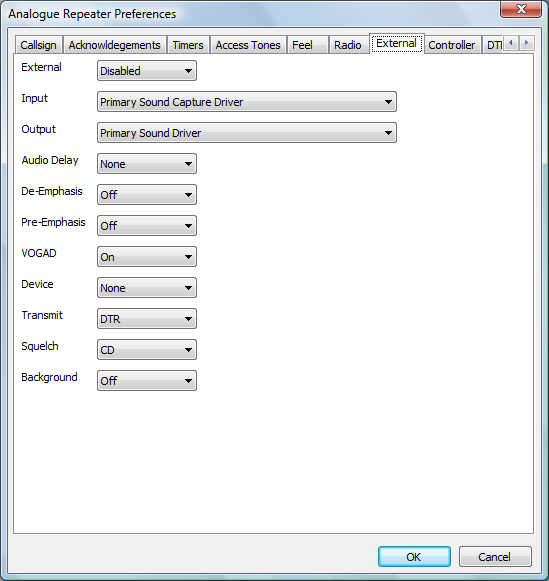 Analogue Repeater Preferences
Callsign Acknowldegements Timers Access Tones Feel Radio External Controller DTI
External Disabled
Input Primary Sound Capture Driver
Output Primary Sound Driver
Audio Delay None
De-Emphasis Off
Pre-Emphasis Off
VOGAD On
Device None
Transmit DTR
Squelch CD
Background Off
OK Cancel